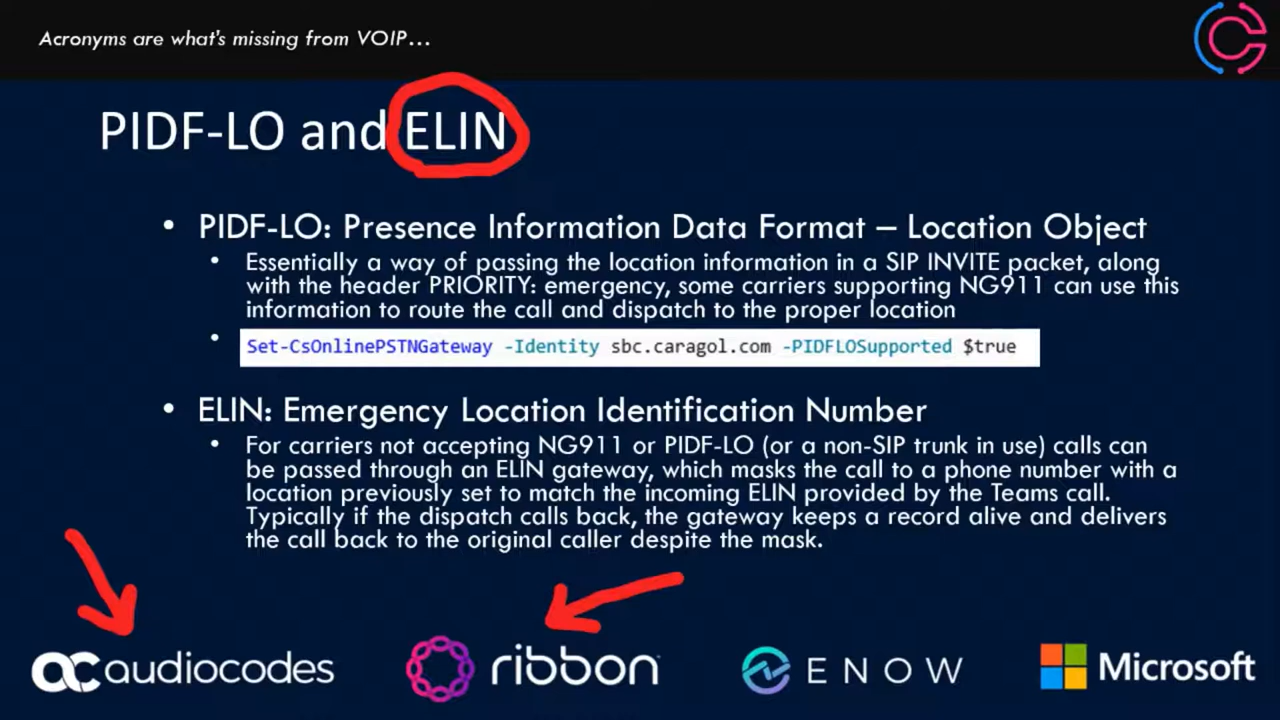 Acronyms are what's missing from VOIP...
PIDF-LO and ELIN
• PIDF-LO: Presence Information Data Format – Location Object
• Essentially a way of passing the location information in a SIP INVITE packet, along
with the header PRIORITY: emergency, some carriers supporting NG911 can use this
information to route the call and dispatch to the proper location
• Set-CsOnlinePSTNGateway -Identity sbc.caragol.com -PIDFLOSupported $true
• ELIN: Emergency Location Identification Number
• For carriers not accepting NG911 or PIDF-LO (or a non-SIP trunk in use) calls can
be passed through an ELIN gateway, which masks the call to a phone number with a
location previously set to match the incoming ELIN provided by the Teams call.
Typically if the dispatch calls back, the gateway keeps a record alive and delivers
the call back to the original caller despite the mask.
ac audiocodes
ribbon
ENOW
Microsoft